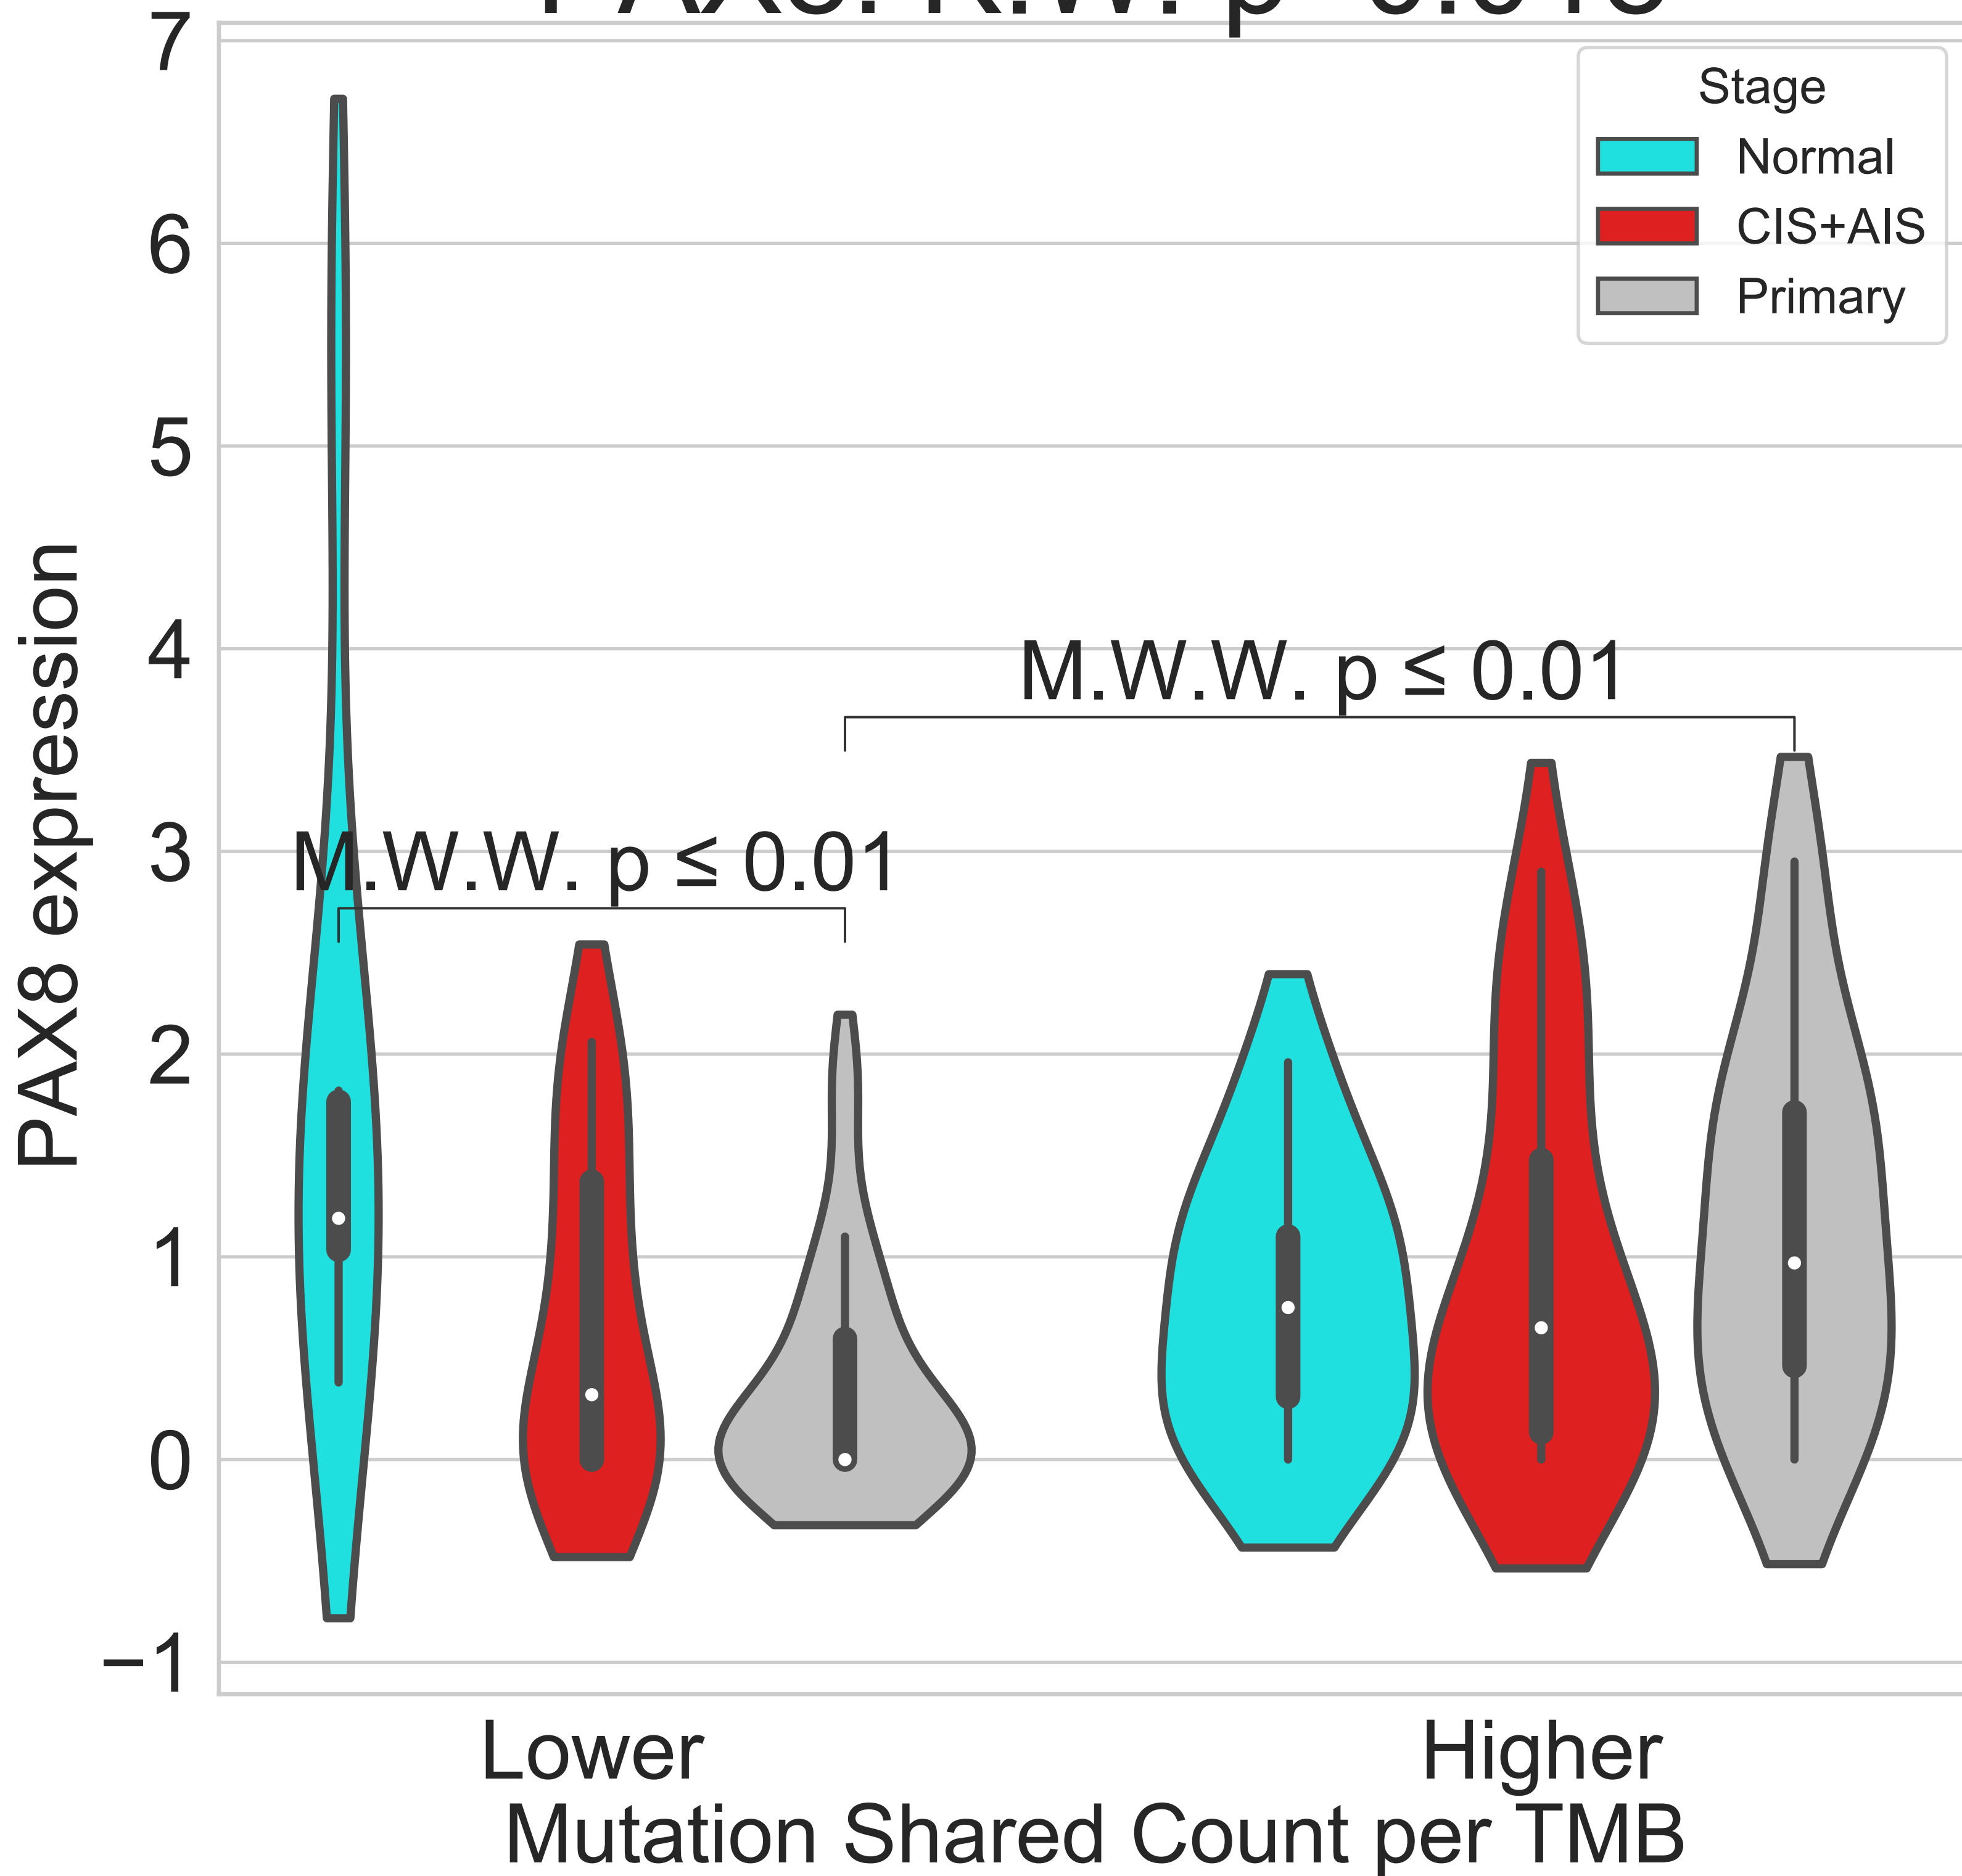 7
Stage
Normal
CIS+AIS
Primary
6
5
4
3
2
1
0
−1
PAX8 expression
M.W.W. p ≤ 0.01
M.W.W. p ≤ 0.01
Lower
Higher
Mutation Shared Count per TMB